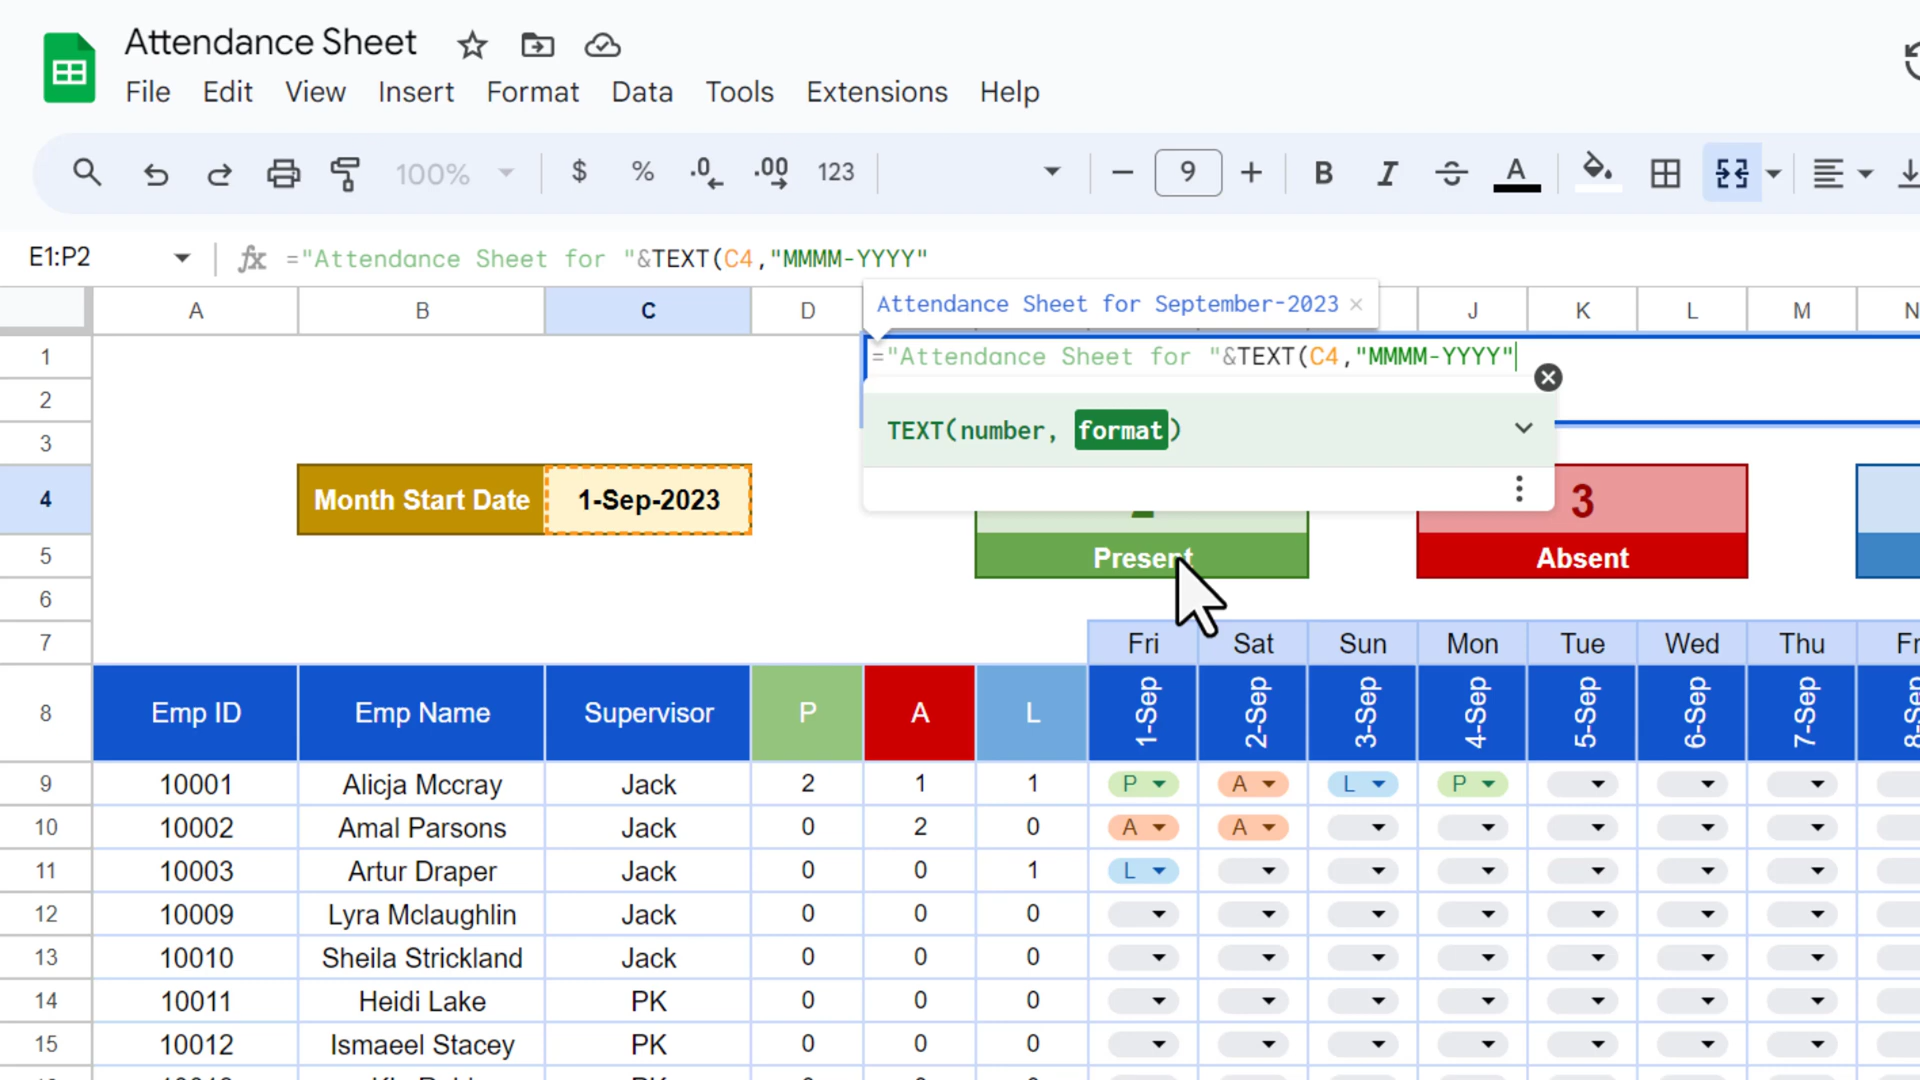 Attendance Sheet
File Edit View Insert Format Data Tools Extensions Help
100% $ % .0 .00 123 9 B I A
E1:P2 fx ="Attendance Sheet for "&TEXT(C4,"MMMM-YYYY"
Attendance Sheet for September-2023 ×
A B C D J K L M N
1 ="Attendance Sheet for "&TEXT(C4,"MMMM-YYYY"
2 TEXT(number, format)
3
4 Month Start Date 1-Sep-2023 3
5 Present Absent
6
7 Fri Sat Sun Mon Tue Wed Thu
8 Emp ID Emp Name Supervisor P A L 1-Sep 2-Sep 3-Sep 4-Sep 5-Sep 6-Sep 7-Sep 8-Sep
9 10001 Alicja Mccray Jack 2 1 1 P A L P
10 10002 Amal Parsons Jack 0 2 0 A A
11 10003 Artur Draper Jack 0 0 1 L
12 10009 Lyra Mclaughlin Jack 0 0 0
13 10010 Sheila Strickland Jack 0 0 0
14 10011 Heidi Lake PK 0 0 0
15 10012 Ismaeel Stacey PK 0 0 0